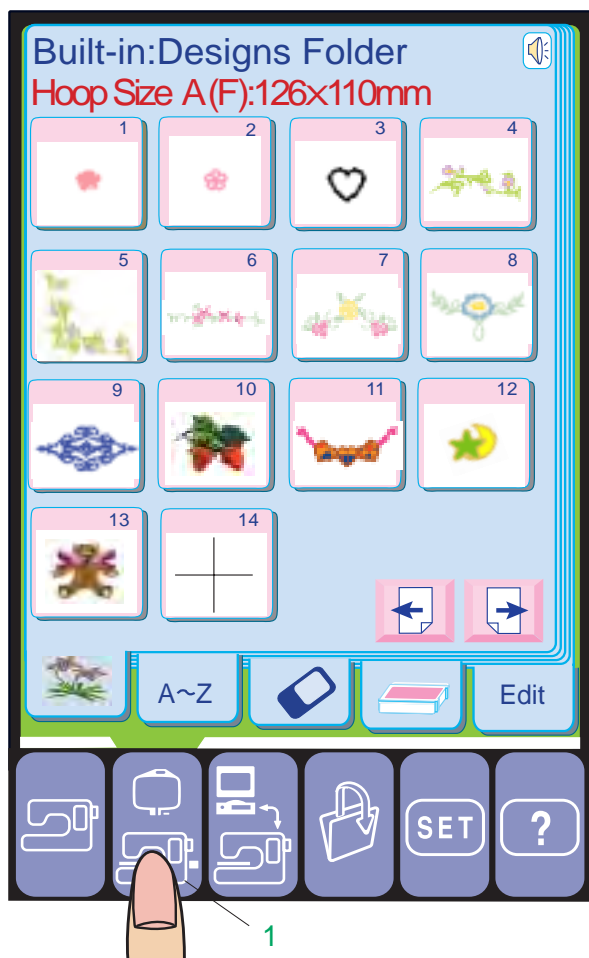 Built-in:Designs Folder
Hoop Size A(F):126x110mm
1 2 3 4
5 6 7 8
9 10 11 12
13 14
A~Z Edit
SET ?
1